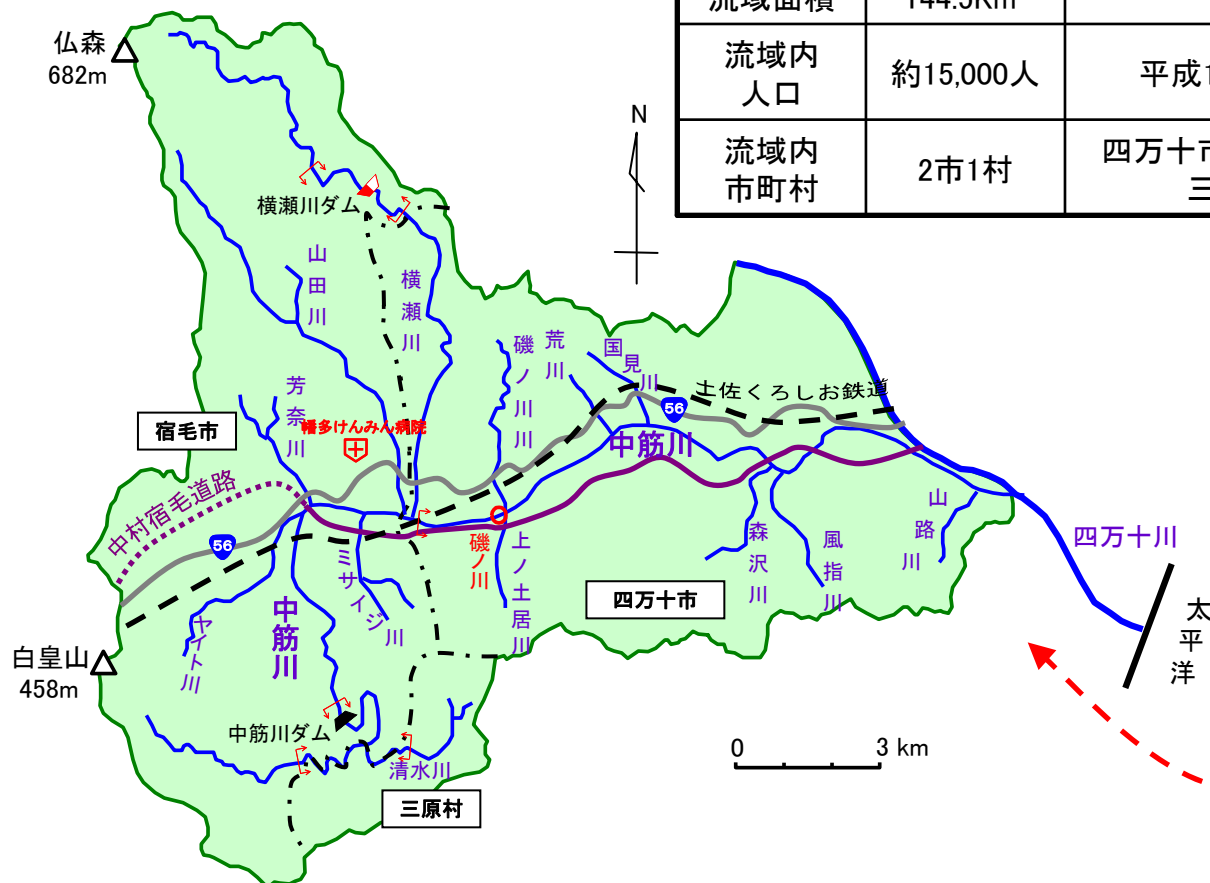 流域面積 144.5Km
流域内
人口
約15,000人
平成1
流域内
市町村
2市1村
四万十市
三
仏森
682m
N
横瀬川ダム
山田川
横瀬川
芳奈川
宿毛市
幡多けんみん病院
磯ノ川川
荒川
国見川
土佐くろしお鉄道
56
中筋川
中村宿毛道路
56
ヤイト川
中筋川
ミサイジ川
磯ノ川
上ノ土居川
森沢川
風指川
山路川
四万十川
太平洋
四万十市
白皇山
458m
中筋川ダム
清水川
三原村
0 3 km